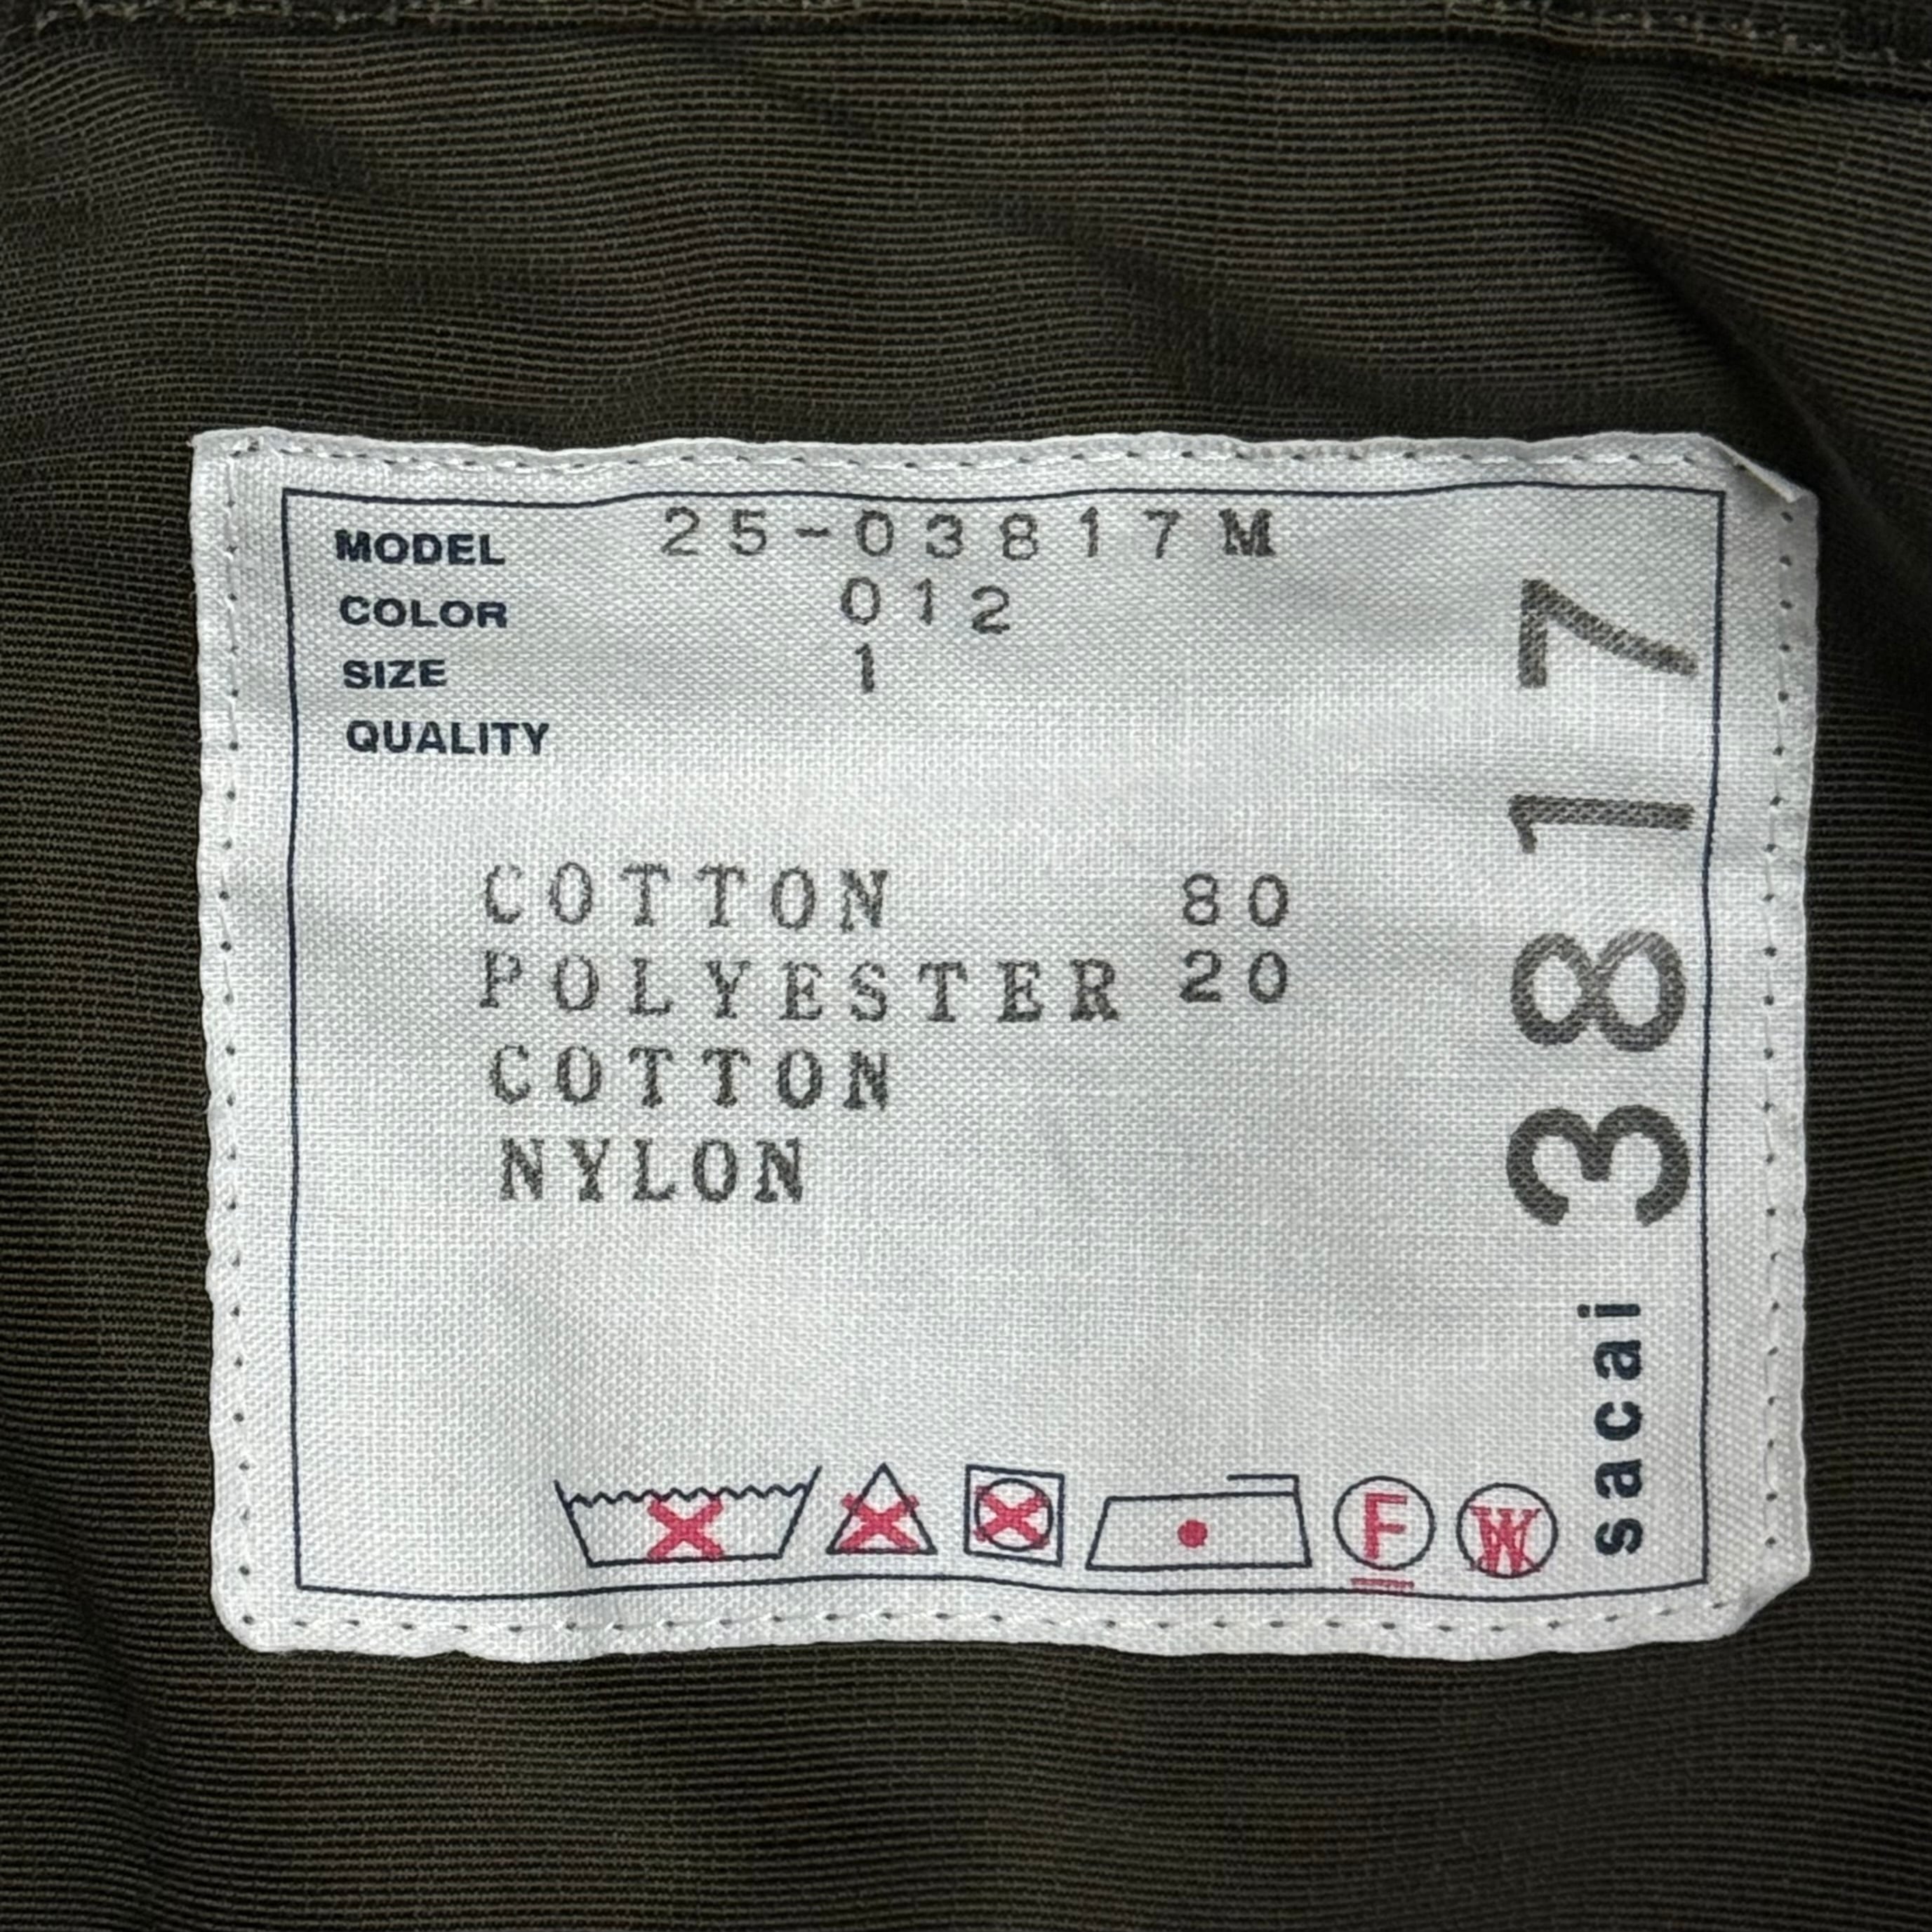 MODEL 25-03817M
COLOR 012
SIZE 1
QUALITY
COTTON 80
POLYESTER 20
COTTON
NYLON
F
W
sacai 3817